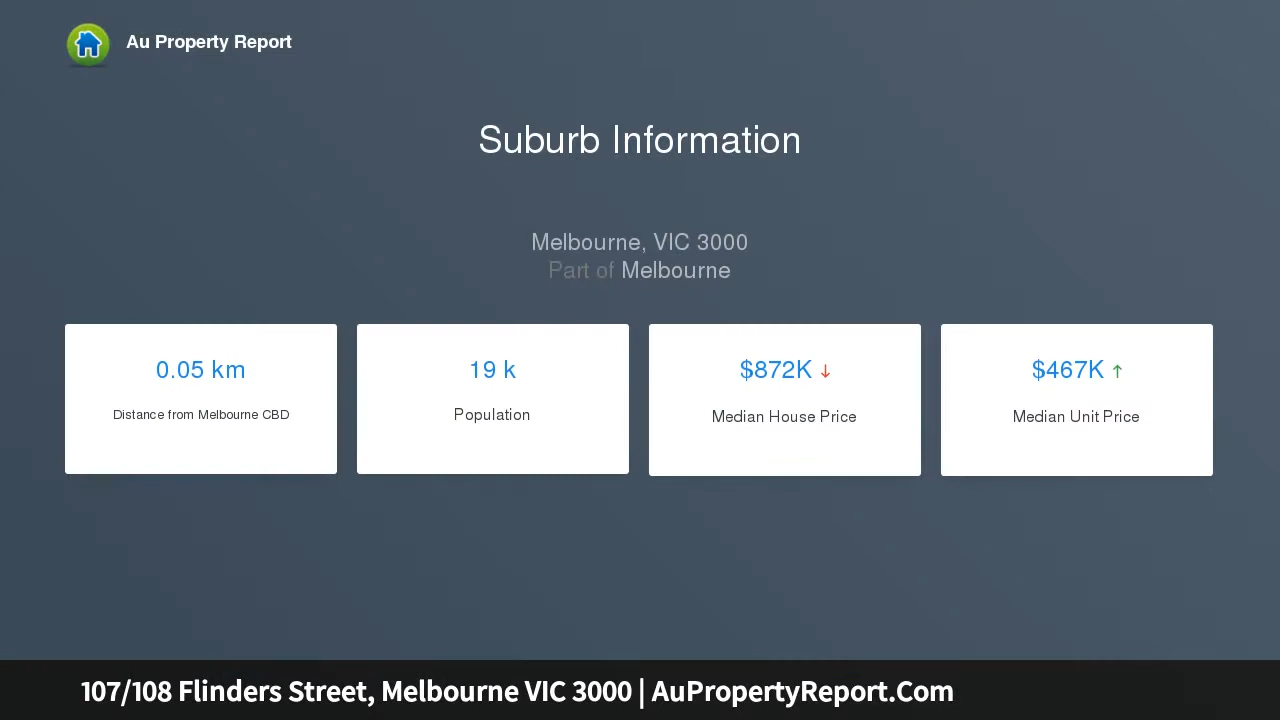 Au Property Report
Suburb Information
Melbourne, VIC 3000
Part of Melbourne
0.05 km
Distance from Melbourne CBD
19 k
Population
$872K ↓
Median House Price
$467K ↑
Median Unit Price
107/108 Flinders Street, Melbourne VIC 3000 | AuPropertyReport.Com